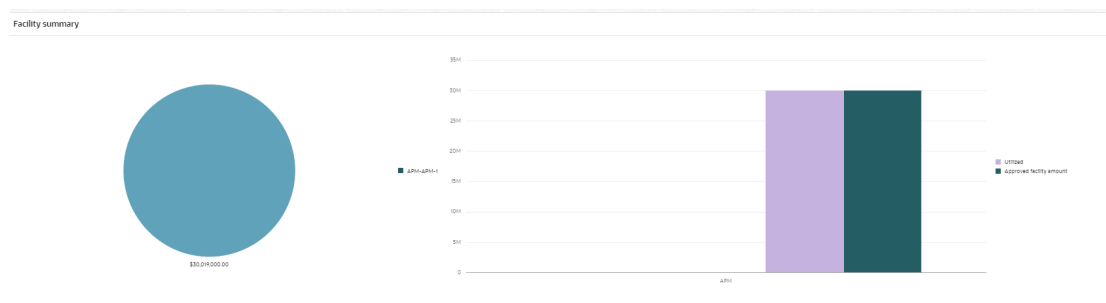 Facility summary
$30,019,000.00
APM-APM-1
35M
30M
25M
20M
15M
10M
5M
0
APM
Utilized
Approved facility amount